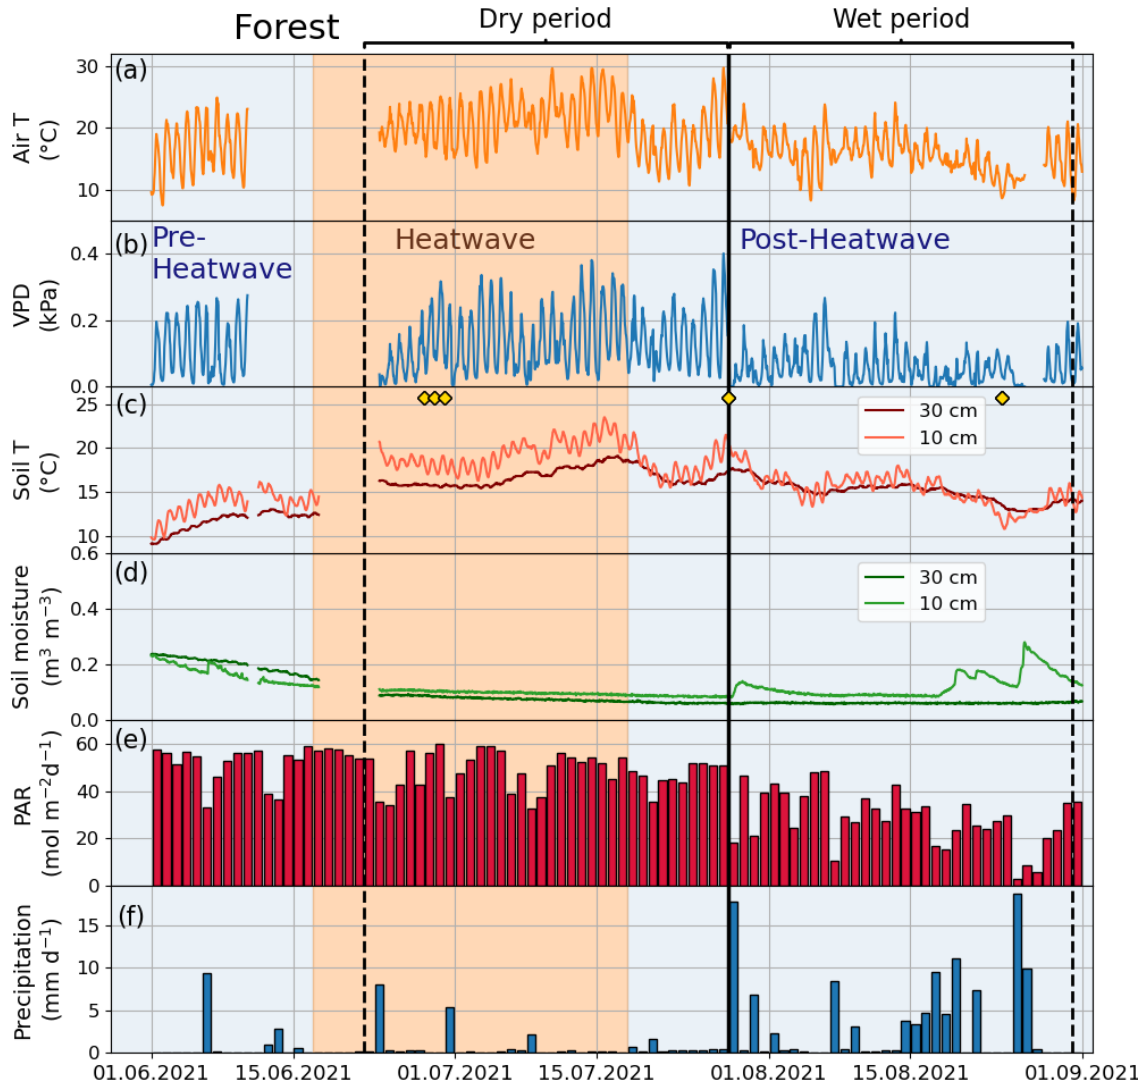 Forest
Dry period
Wet period
(a)
Air T
(°C)
30
20
10
(b)
Pre-
Heatwave
Heatwave
Post-Heatwave
VPD
(kPa)
0.4
0.2
0.0
(c)
Soil T
(°C)
25
20
15
10
30 cm
10 cm
(d)
Soil moisture
(m³ m⁻³)
0.6
0.4
0.2
0.0
30 cm
10 cm
(e)
PAR
(mol m⁻²d⁻¹)
60
40
20
0
(f)
Precipitation
(mm d⁻¹)
15
10
5
0
01.06.2021
15.06.2021
01.07.2021
15.07.2021
01.08.2021
15.08.2021
01.09.2021